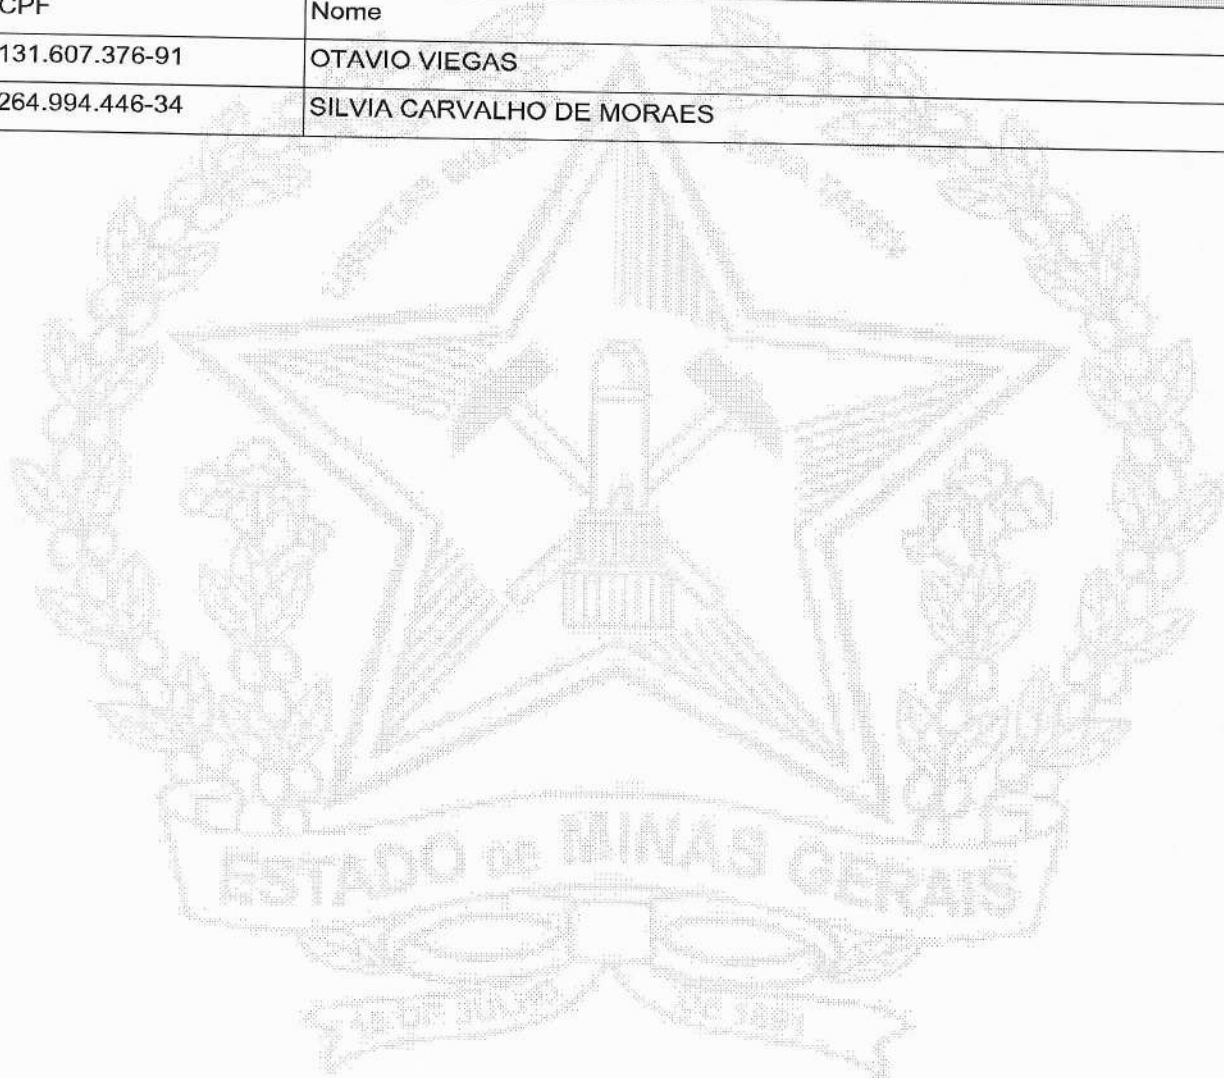 CPF Nome
131.607.376-91 OTAVIO VIEGAS
264.994.446-34 SILVIA CARVALHO DE MORAES
ESTADO DE MINAS GERAIS